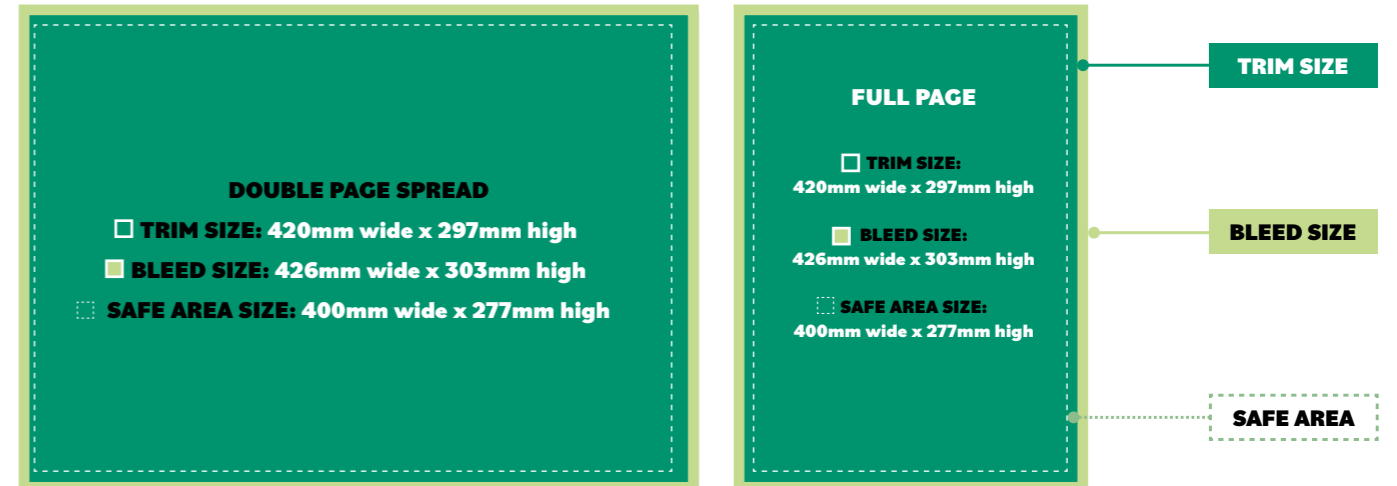 DOUBLE PAGE SPREAD
TRIM SIZE: 420mm wide x 297mm high
BLEED SIZE: 426mm wide x 303mm high
SAFE AREA SIZE: 400mm wide x 277mm high
FULL PAGE
TRIM SIZE:
420mm wide x 297mm high
BLEED SIZE:
426mm wide x 303mm high
SAFE AREA SIZE:
400mm wide x 277mm high
TRIM SIZE
BLEED SIZE
SAFE AREA